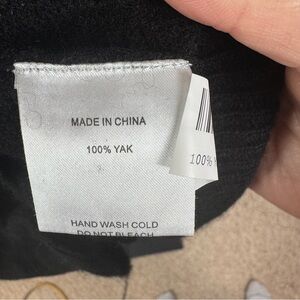 MADE IN CHINA
100% YAK
HAND WASH COLD
DO NOT BLEACH
100%